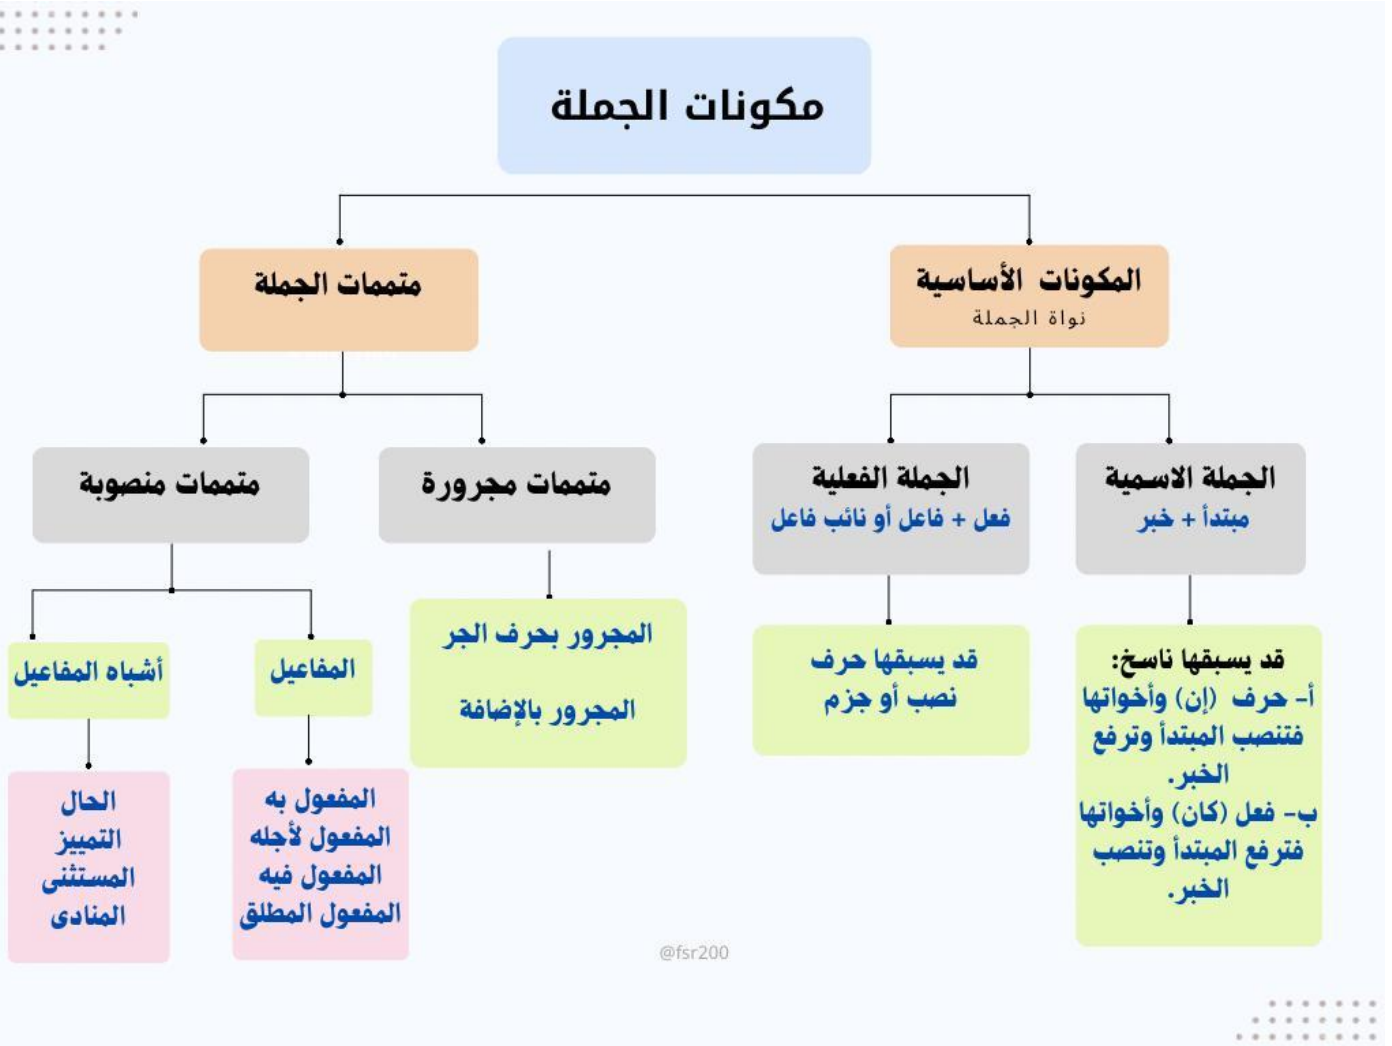 مكونات الجملة
المكونات الأساسية
نواة الجملة
متممات الجملة
الجملة الاسمية
مبتدأ + خبر
الجملة الفعلية
فعل + فاعل أو نائب فاعل
متممات مجرورة
متممات منصوبة
قد يسبقها ناسخ:
أ- حرف (إن) وأخواتها
فتنصب المبتدأ وترفع
الخبر.
ب- فعل (كان) وأخواتها
فترفع المبتدأ وتنصب
الخبر.
قد يسبقها حرف
نصب أو جزم
المجرور بحرف الجر
المجرور بالإضافة
المفاعيل
أشباه المفاعيل
المفعول به
المفعول لأجله
المفعول فيه
المفعول المطلق
الحال
التمييز
المستثنى
المنادى
@fsr200